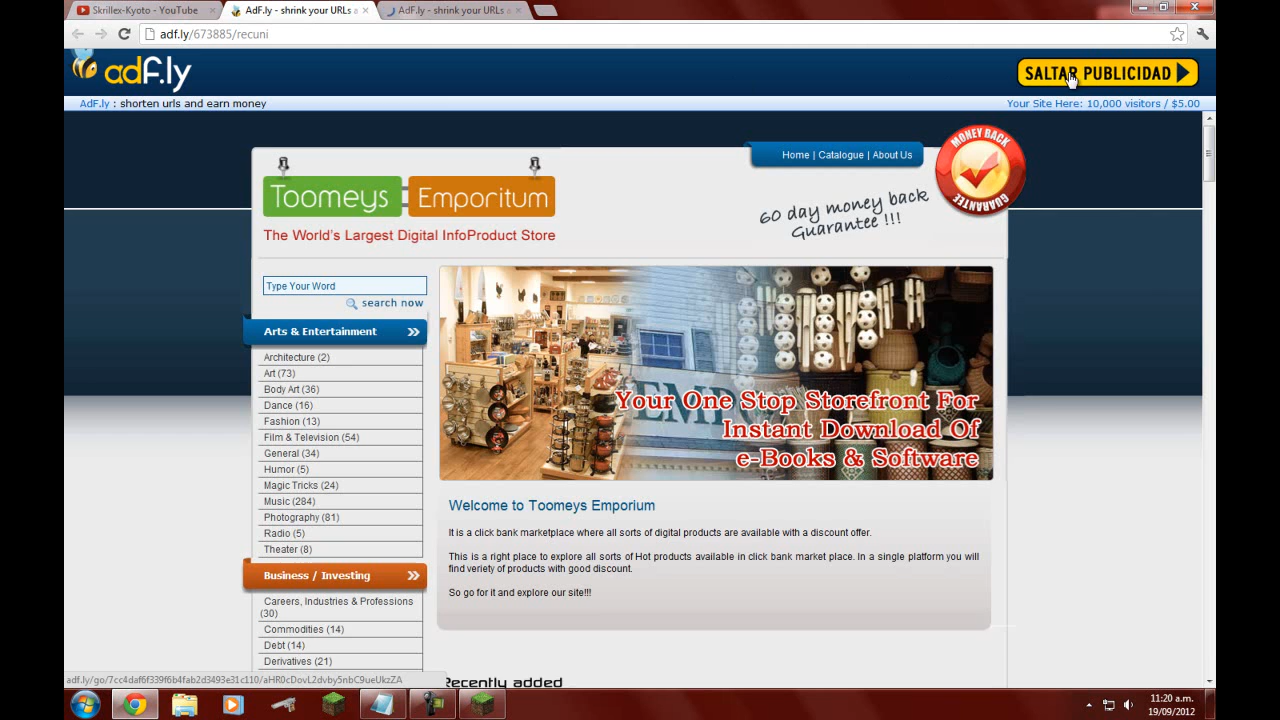 Skrillex-Kyoto - YouTube
AdF.ly - shrink your URLs a
AdF.ly - shrink your URLs a
adf.ly/673885/recuni
adf.ly
SALTAR PUBLICIDAD
AdF.ly : shorten urls and earn money
Your Site Here: 10,000 visitors / $5.00
Home | Catalogue | About Us
MONEY BACK
GUARANTEE
Toomeys Emporitum
60 day money back
Guarantee !!!
The World's Largest Digital InfoProduct Store
Type Your Word
search now
Arts & Entertainment
Architecture (2)
Art (73)
Body Art (36)
Dance (16)
Fashion (13)
Film & Television (54)
General (34)
Humor (5)
Magic Tricks (24)
Music (284)
Photography (81)
Radio (5)
Theater (8)
Business / Investing
Careers, Industries & Professions
(30)
Commodities (14)
Debt (14)
Derivatives (21)
Your One Stop Storefront For
Instant Download Of
e-Books & Software
Welcome to Toomeys Emporium
It is a click bank marketplace where all sorts of digital products are available with a discount offer.
This is a right place to explore all sorts of Hot products available in click bank market place. In a single platform you will
find veriety of products with good discount.
So go for it and explore our site!!!
Recently added
adf.ly/go/7cc4daf6f339f6b4fab2d3493e31c110/aHR0cDovL2dvby5nbC9ueUkzZA
11:20 a.m.
19/09/2012